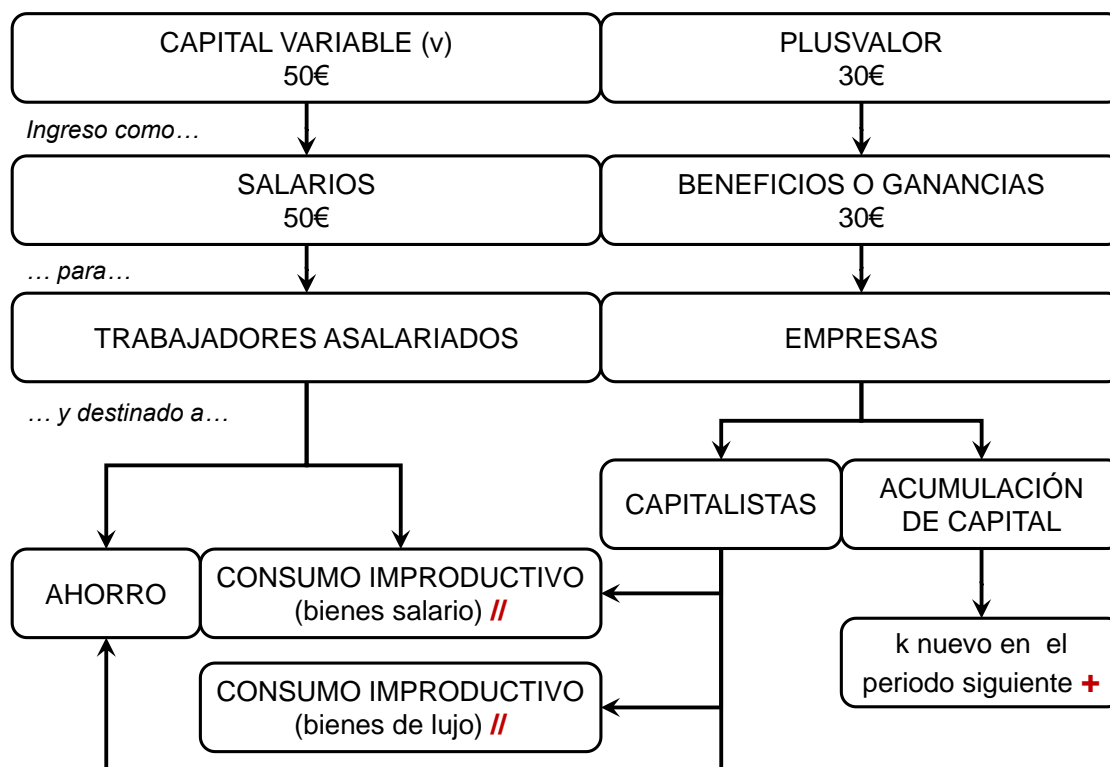 CAPITAL VARIABLE (v)
50€
PLUSVALOR
30€
Ingreso como…
SALARIOS
50€
BENEFICIOS O GANANCIAS
30€
… para…
TRABAJADORES ASALARIADOS
EMPRESAS
… y destinado a…
CAPITALISTAS
ACUMULACIÓN
DE CAPITAL
AHORRO
CONSUMO IMPRODUCTIVO
(bienes salario) //
k nuevo en el
periodo siguiente +
CONSUMO IMPRODUCTIVO
(bienes de lujo) //